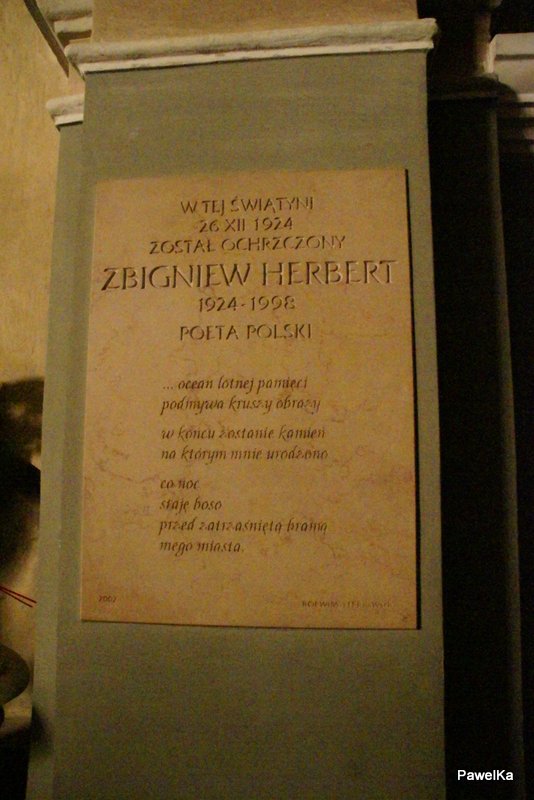 W TEJ ŚWIĄTYNI
26 XII 1924
ZOSTAŁ OCHRZCZONY
ZBIGNIEW HERBERT
1924-1998
POETA POLSKI
... ocean lotnej pamięci
podmywa kruszy obrazy
w końcu zostanie kamień
na którym mnie urodzono
co noc
staję boso
przed zatrzaśniętą bramą
mego miasta.
2002
PawelKa